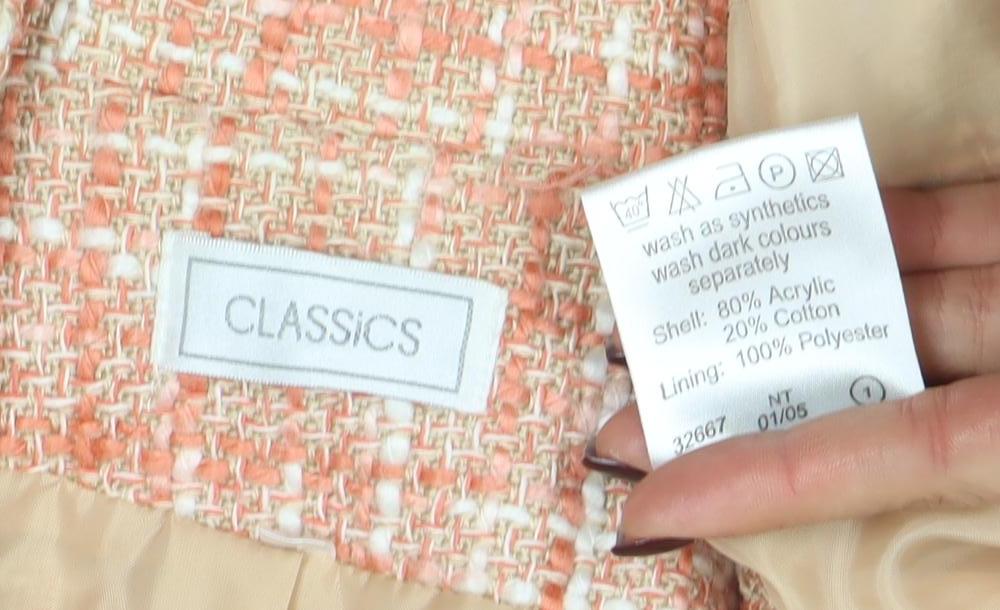 CLASSiCS
40°
P
wash as synthetics
wash dark colours
separately
Shell: 80% Acrylic
20% Cotton
Lining: 100% Polyester
NT
32667 01/05 1